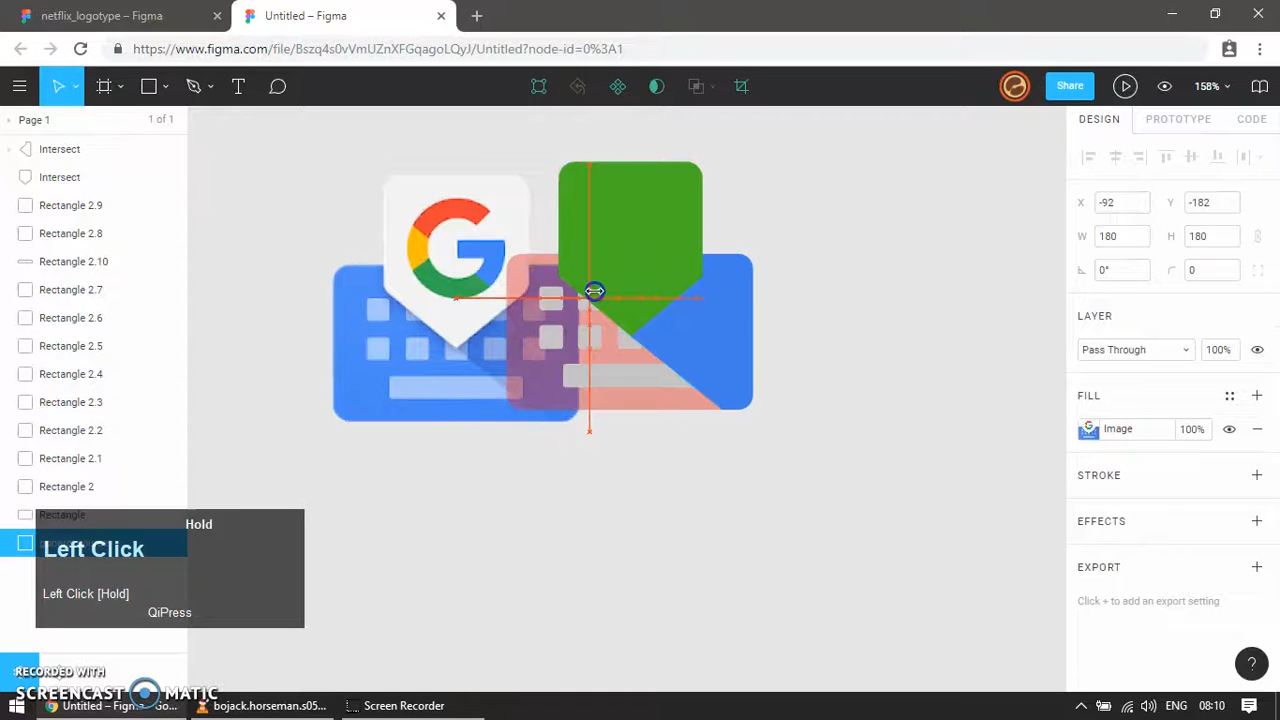 netflix_logotype – Figma
Untitled – Figma
https://www.figma.com/file/Bszq4s0vVmUZnXFGqagoLQyJ/Untitled?node-id=0%3A1
Share
158%
Page 1
1 of 1
DESIGN
PROTOTYPE
CODE
Intersect
Intersect
Rectangle 2.9
Rectangle 2.8
Rectangle 2.10
Rectangle 2.7
Rectangle 2.6
Rectangle 2.5
Rectangle 2.4
Rectangle 2.3
Rectangle 2.2
Rectangle 2.1
Rectangle 2
Rectangle
X -92
Y -182
W 180
H 180
0°
0
LAYER
Pass Through
100%
FILL
Image
100%
STROKE
EFFECTS
EXPORT
Click + to add an export setting
G
Hold
Left Click
Left Click [Hold]
QiPress
RECORDED WITH
SCREENCAST MATIC
Untitled – Figma - So...
bojack.horseman.s05...
Screen Recorder
ENG
08:10
?